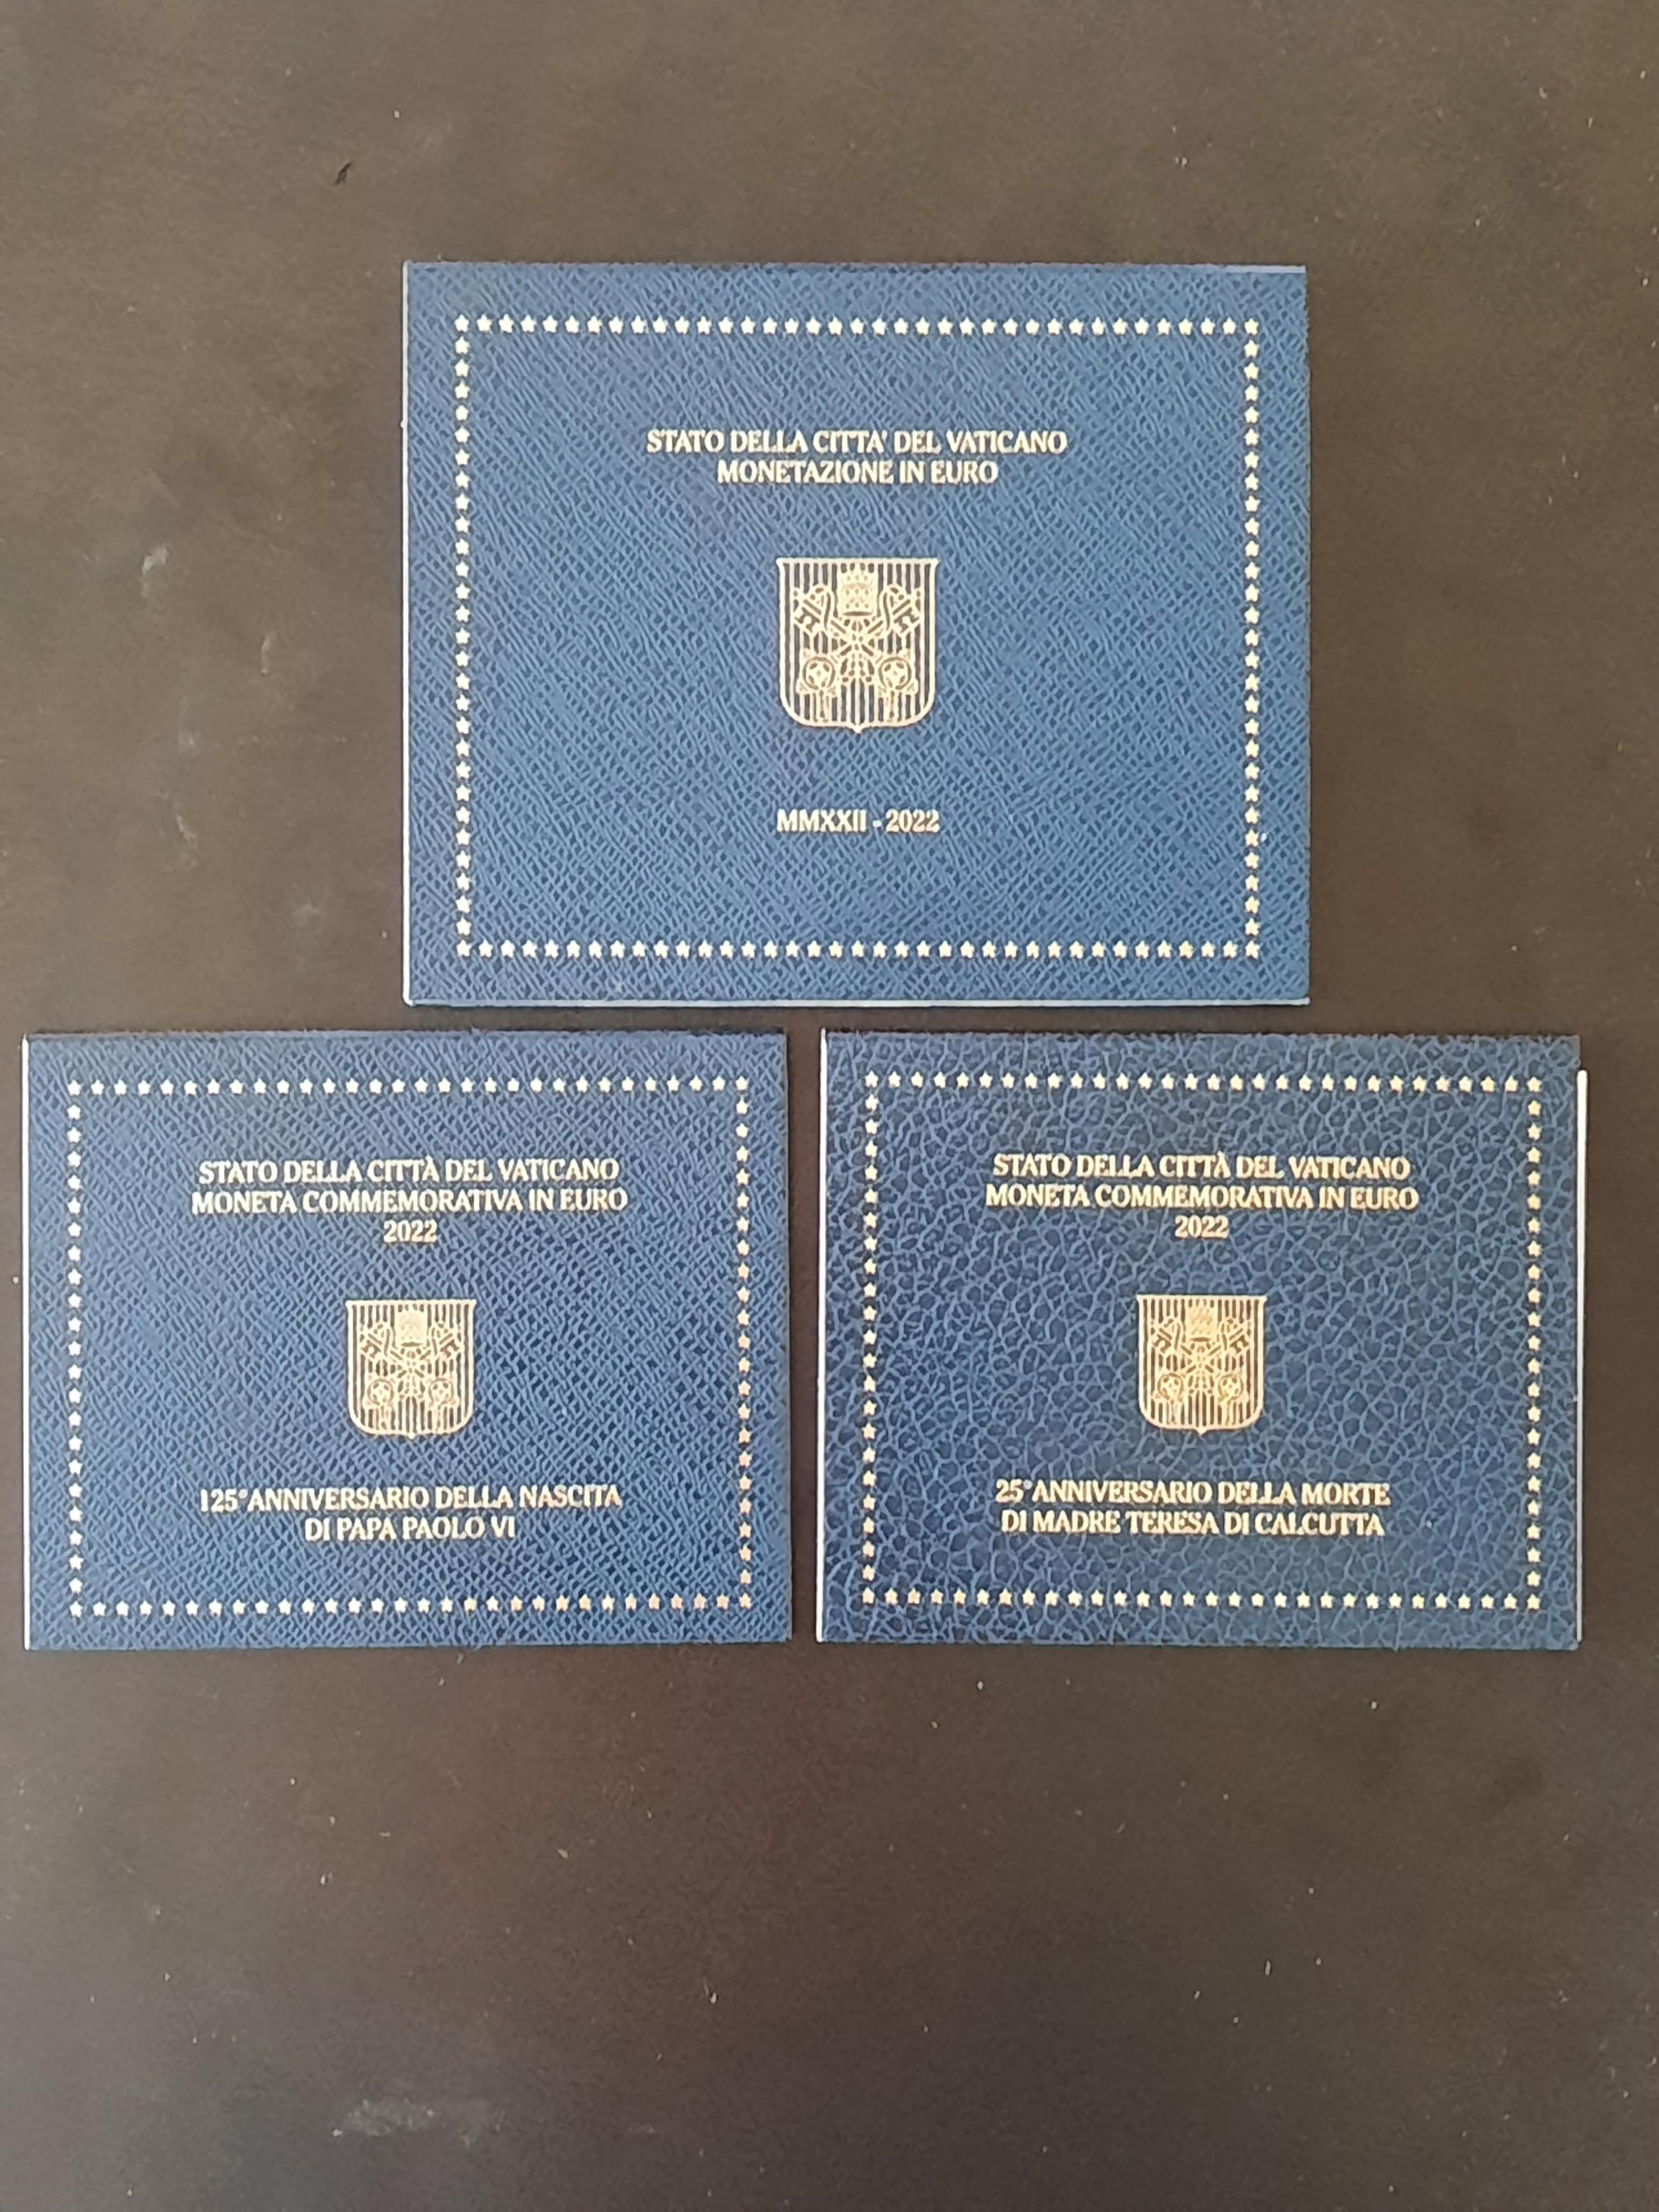 STATO DELLA CITTA' DEL VATICANO
MONETAZIONE IN EURO
MMXXII - 2022
STATO DELLA CITTÀ DEL VATICANO
MONETA COMMEMORATIVA IN EURO
2022
125° ANNIVERSARIO DELLA NASCITA
DI PAPA PAOLO VI
STATO DELLA CITTÀ DEL VATICANO
MONETA COMMEMORATIVA IN EURO
2022
25° ANNIVERSARIO DELLA MORTE
DI MADRE TERESA DI CALCUTTA